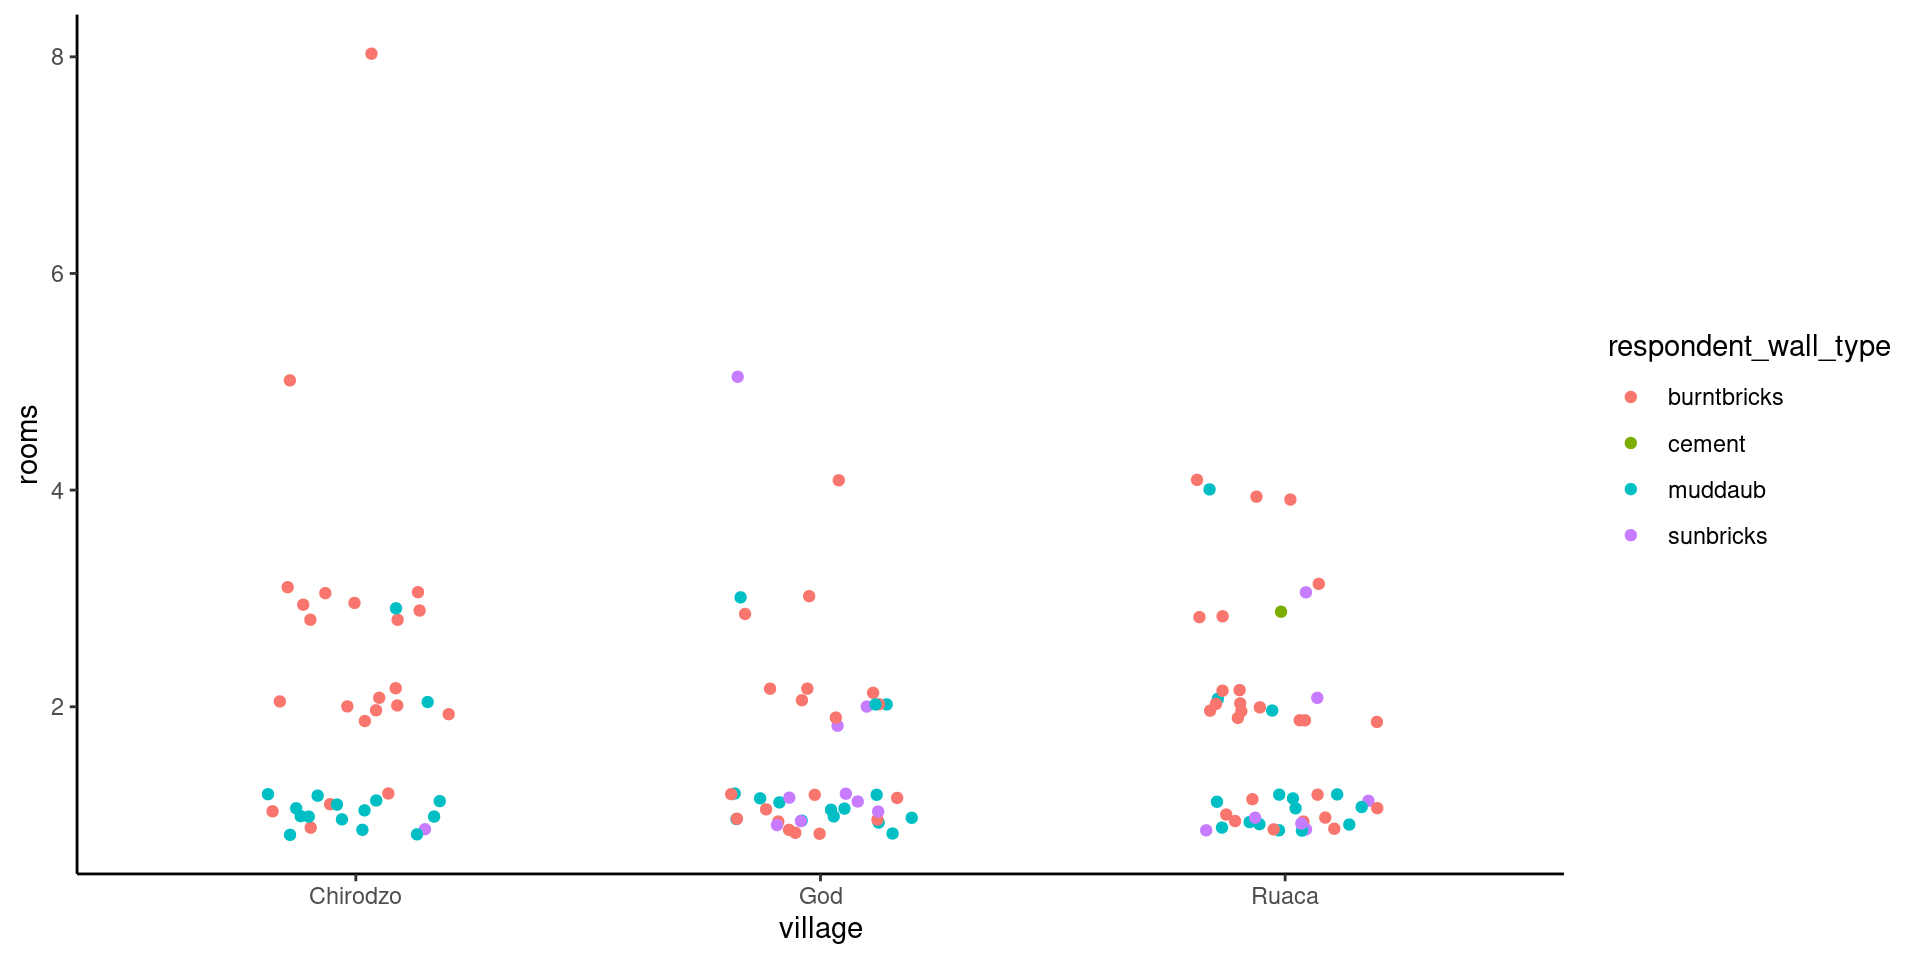 8
6
4
2
rooms
Chirodzo
God
Ruaca
village
respondent_wall_type
burntbricks
cement
muddaub
sunbricks